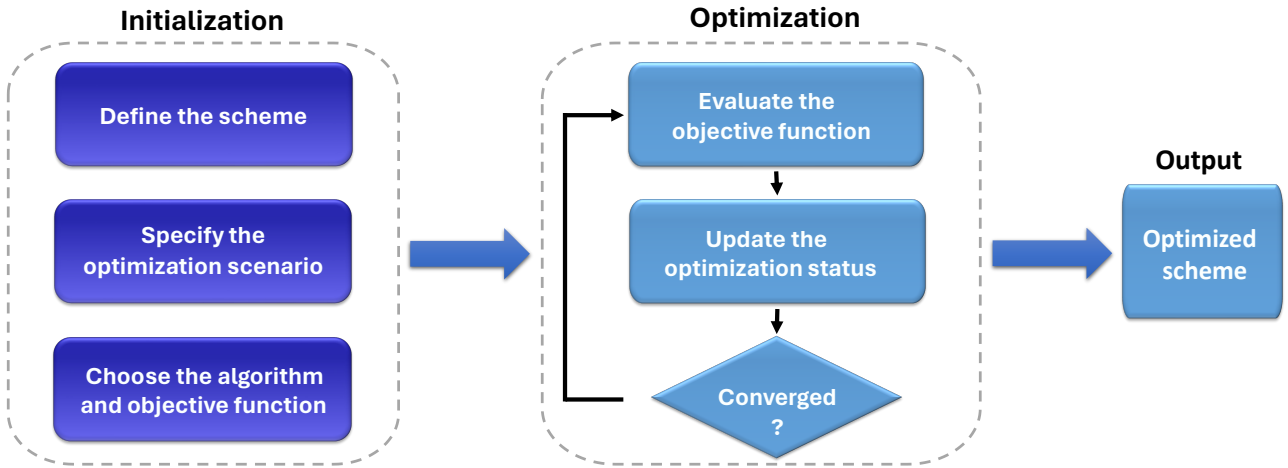 Initialization
Define the scheme
Specify the
optimization scenario
Choose the algorithm
and objective function
Optimization
Evaluate the
objective function
Update the
optimization status
Converged
?
Output
Optimized
scheme